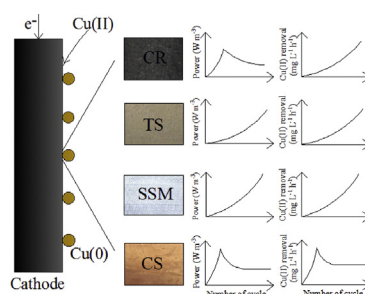 e⁻
Cu(II)
CR
Power (W m⁻³)
Cu(II) removal
(mg L⁻¹ h⁻¹)
TS
Power (W m⁻³)
Cu(II) removal
(mg L⁻¹ h⁻¹)
SSM
Power (W m⁻³)
Cu(II) removal
(mg L⁻¹ h⁻¹)
Cu(0)
CS
Power (W m⁻³)
Cu(II) removal
(mg L⁻¹ h⁻¹)
Cathode
Number of cycle
Number of cycle